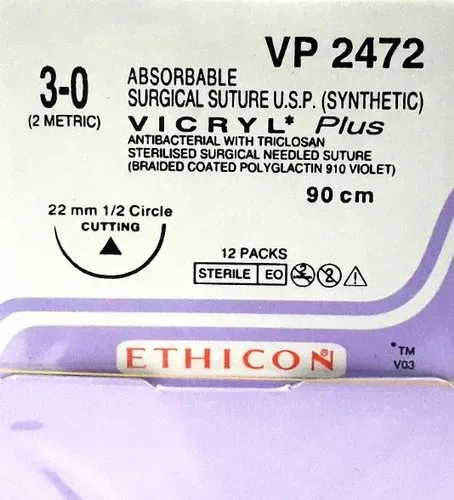 VP 2472
3-0
(2 METRIC)
ABSORBABLE
SURGICAL SUTURE U.S.P. (SYNTHETIC)
VICRYL* Plus
ANTIBACTERIAL WITH TRICLOSAN
STERILISED SURGICAL NEEDLED SUTURE
(BRAIDED COATED POLYGLACTIN 910 VIOLET)
90 cm
22 mm 1/2 Circle
CUTTING
12 PACKS
STERILE EO 2 2
ETHICON®
*TM
V03